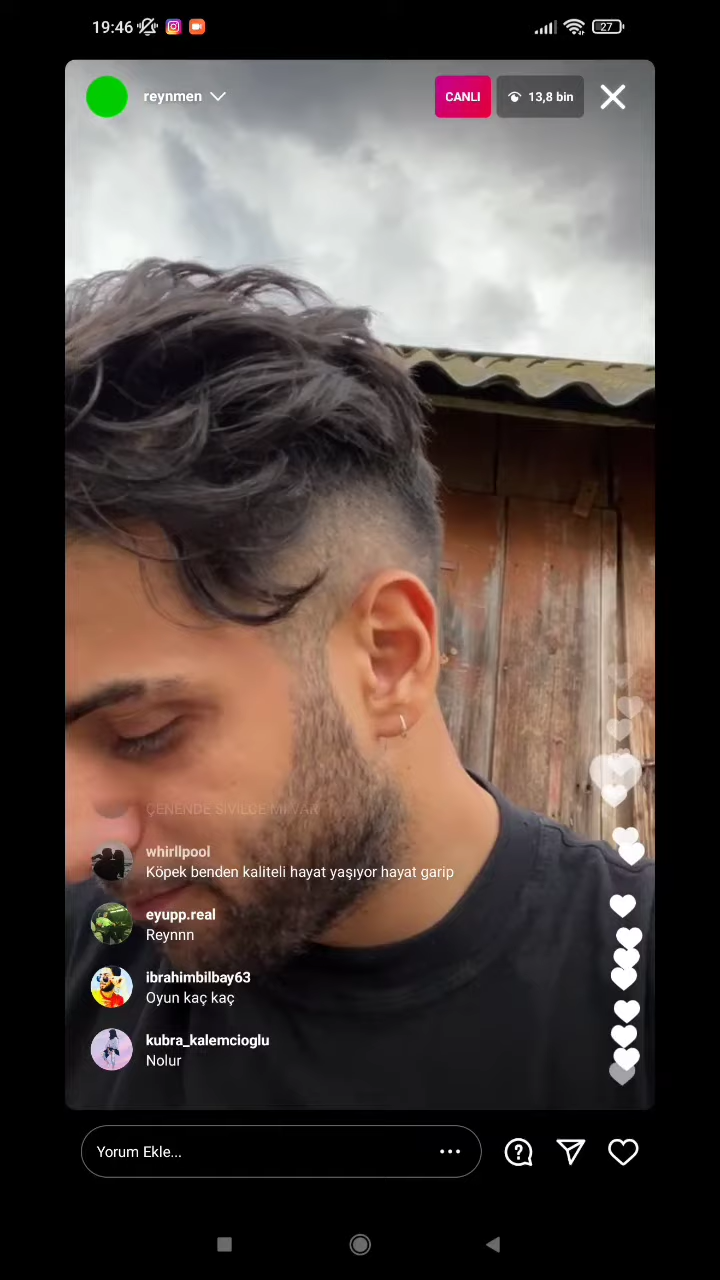 19:46
27
reynmen
CANLI
13,8 bin
ÇENENDE SİVİLCE Mİ VAR
whirllpool
Köpek benden kaliteli hayat yaşıyor hayat garip
eyupp.real
Reynnn
ibrahimbilbay63
Oyun kaç kaç
kubra_kalemcioglu
Nolur
Yorum Ekle...